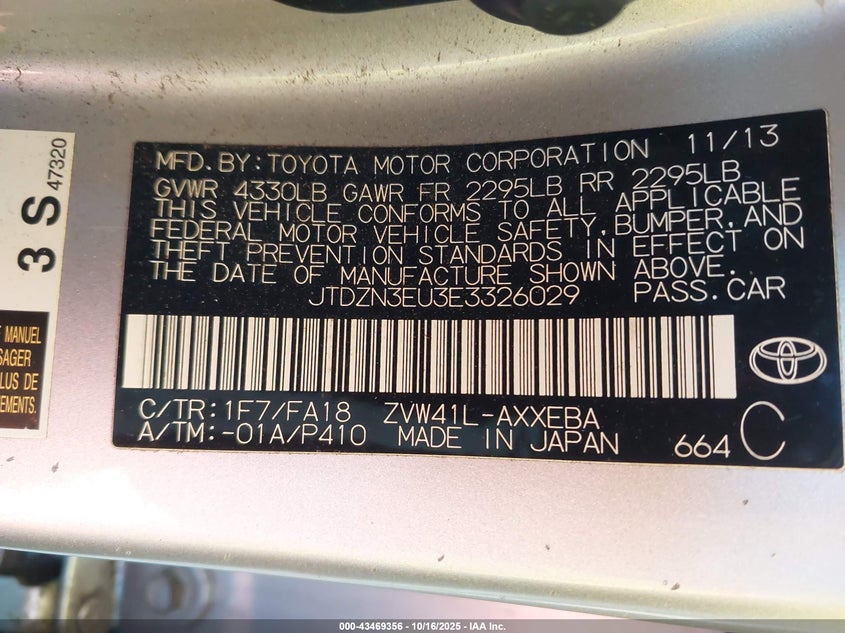 MFD. BY: TOYOTA MOTOR CORPORATION 11/13
GVWR 4330LB GAWR FR 2295LB RR 2295LB
THIS VEHICLE CONFORMS TO ALL APPLICABLE
FEDERAL MOTOR VEHICLE SAFETY, BUMPER, AND
THEFT PREVENTION STANDARDS IN EFFECT ON
THE DATE OF MANUFACTURE SHOWN ABOVE.
JTDZN3EU3E3326029 PASS. CAR
C/TR: 1F7/FA18 ZVW41L-AXXEBA
A/TM: -01A/P410 MADE IN JAPAN 664 C
3 S 47320
MANUEL
LUS DE
000-43469356 - 10/16/2025 - IAA Inc.